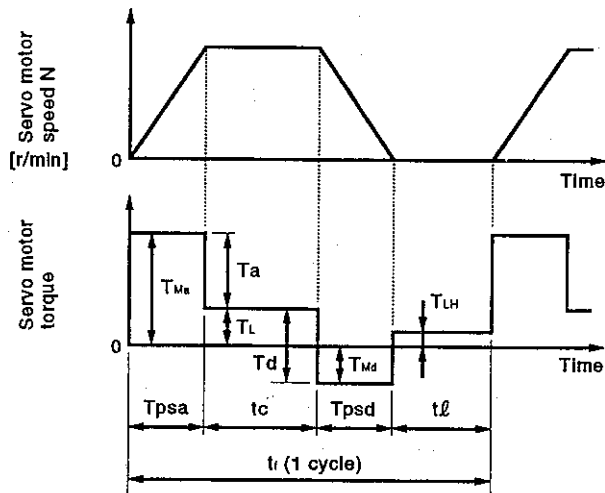 Servo motor
speed N
[r/min]
0
Time
Servo motor
torque
TMa
Ta
TL
Td
TMd
TLH
0
Time
Tpsa
tc
Tpsd
tℓ
tf (1 cycle)